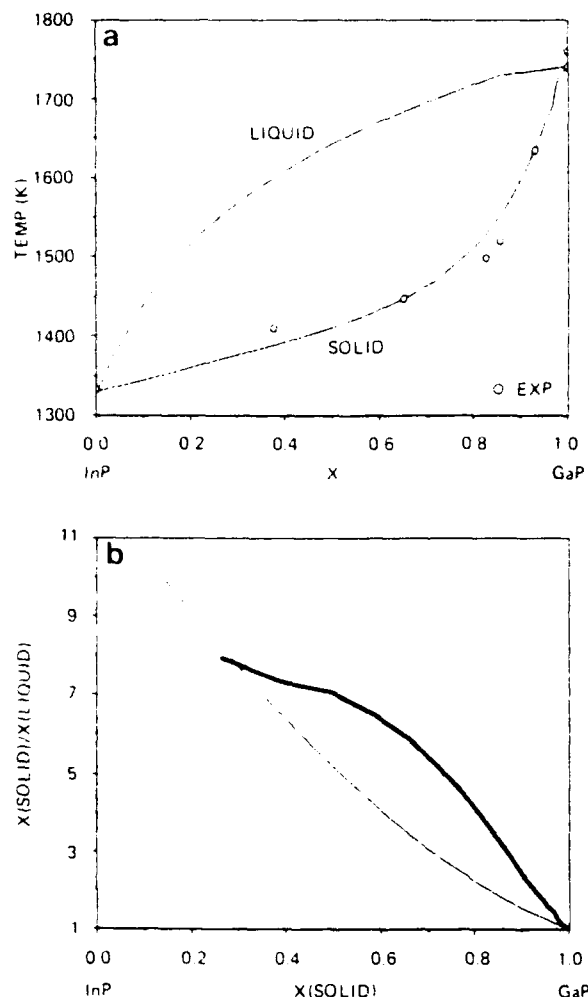 a
1800
1700
1600
1500
1400
1300
TEMP (K)
LIQUID
SOLID
EXP
0.0 0.2 0.4 0.6 0.8 1.0
InP X GaP
b
11
9
7
5
3
1
X(SOLID)/X(LIQUID)
0.0 0.2 0.4 0.6 0.8 1.0
InP X(SOLID) GaP